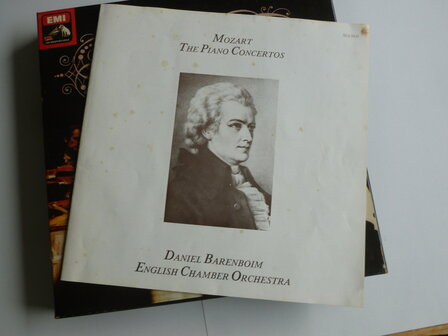 EMI
MOZART
THE PIANO CONCERTOS
DANIEL BARENBOIM
ENGLISH CHAMBER ORCHESTRA